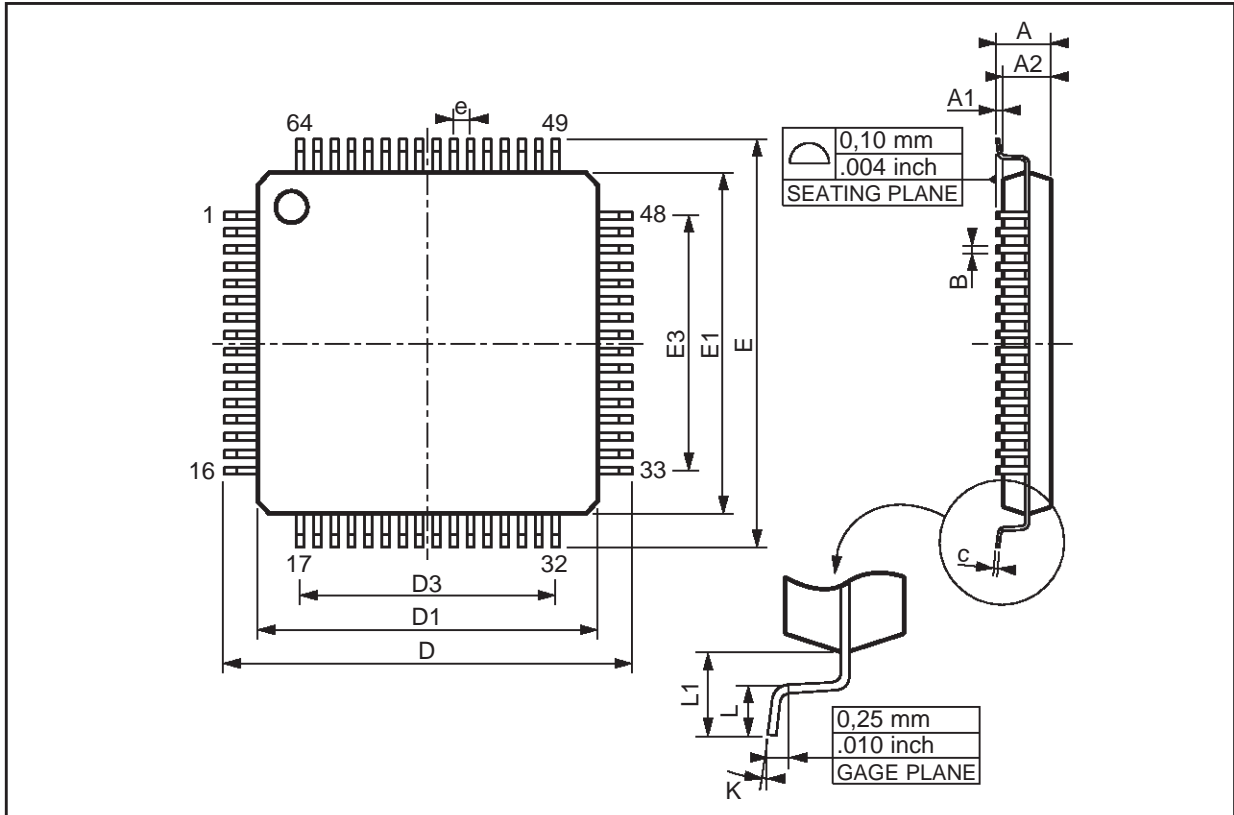 A
A2
A1
e
64
49
0,10 mm
.004 inch
SEATING PLANE
1
48
B
E3
E1
E
16
33
17
32
c
D3
D1
D
L1
L
0,25 mm
.010 inch
GAGE PLANE
K